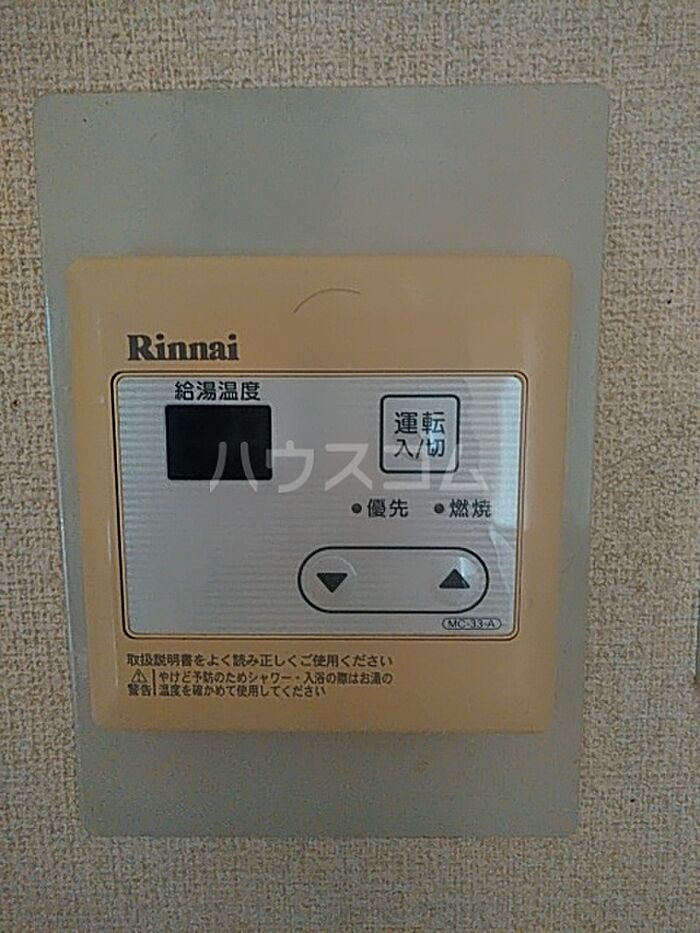 Rinnai
給湯温度
運転
入/切
ハウスコム
優先 燃焼
▼ ▲
MC-33-A
取扱説明書をよく読み正しくご使用ください
⚠ やけど予防のためシャワー・入浴の際はお湯の
警告 温度を確かめて使用してください